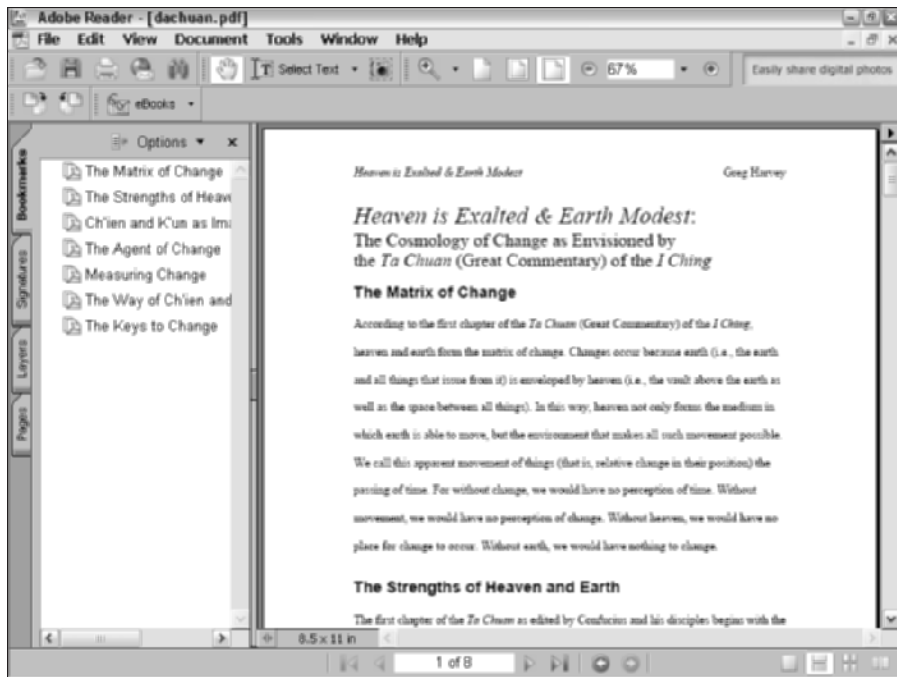 Adobe Reader - [dachuan.pdf]
File Edit View Document Tools Window Help
Select Text 67% Easily share digital photos
eBooks
Options
Bookmarks
Signatures
Layers
Pages
The Matrix of Change
The Strengths of Heave
Ch'ien and K'un as Ima
The Agent of Change
Measuring Change
The Way of Ch'ien and
The Keys to Change
Heaven is Exalted & Earth Modest Greg Harvey
Heaven is Exalted & Earth Modest:
The Cosmology of Change as Envisioned by
the Ta Chuan (Great Commentary) of the I Ching
The Matrix of Change
According to the first chapter of the Ta Chuan (Great Commentary) of the I Ching,
heaven and earth form the matrix of change. Changes occur because earth (i.e., the earth
and all things that issue from it) is enveloped by heaven (i.e., the vault above the earth as
well as the space between all things). In this way, heaven not only forms the medium in
which earth is able to move, but the environment that makes all such movement possible.
We call this apparent movement of things (that is, relative change in their position) the
passing of time. For without change, we would have no perception of time. Without
movement, we would have no perception of change. Without heaven, we would have no
place for change to occur. Without earth, we would have nothing to change.
The Strengths of Heaven and Earth
The first chapter of the Ta Chuan as edited by Confucius and his disciples begins with the
8.5 x 11 in
1 of 8